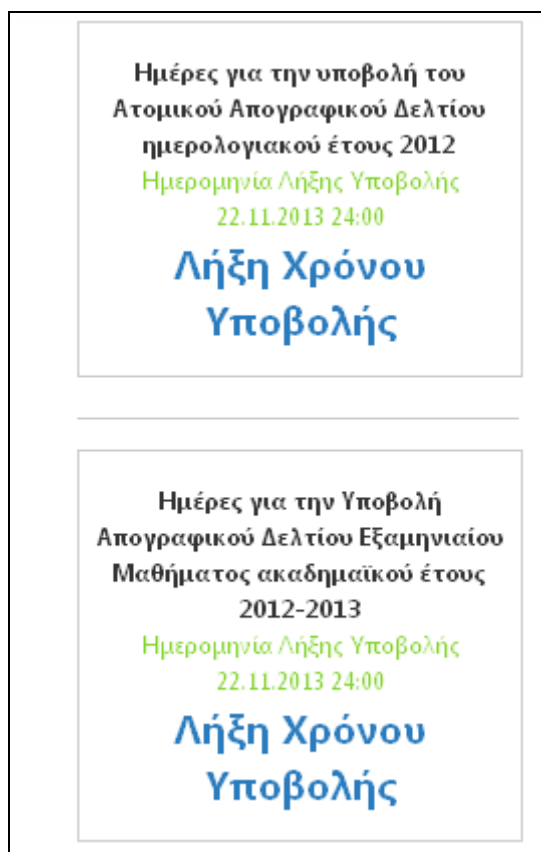 Ημέρες για την υποβολή του
Ατομικού Απογραφικού Δελτίου
ημερολογιακού έτους 2012
Ημερομηνία Λήξης Υποβολής
22.11.2013 24:00
Λήξη Χρόνου
Υποβολής
Ημέρες για την Υποβολή
Απογραφικού Δελτίου Εξαμηνιαίου
Μαθήματος ακαδημαϊκού έτους
2012-2013
Ημερομηνία Λήξης Υποβολής
22.11.2013 24:00
Λήξη Χρόνου
Υποβολής